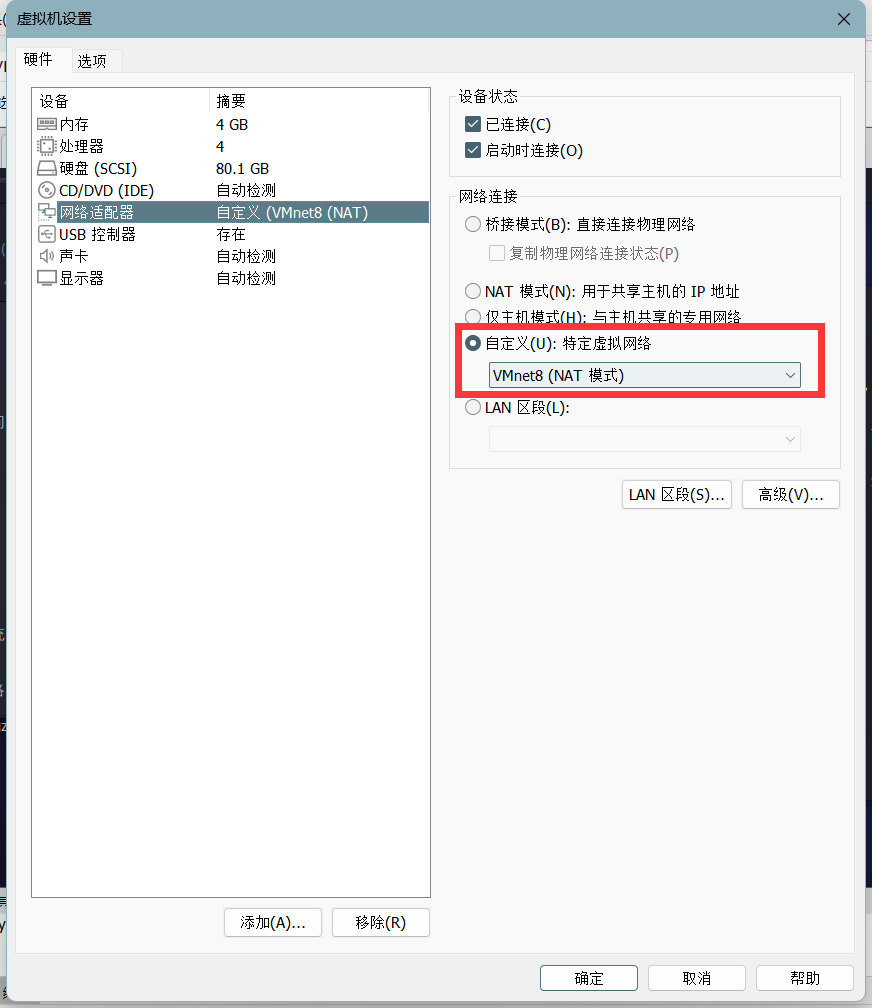 虚拟机设置
硬件
选项
设备 摘要
内存 4 GB
处理器 4
硬盘 (SCSI) 80.1 GB
CD/DVD (IDE) 自动检测
网络适配器 自定义 (VMnet8 (NAT)
USB 控制器 存在
声卡 自动检测
显示器 自动检测
添加(A)...
移除(R)
设备状态
已连接(C)
启动时连接(O)
网络连接
桥接模式(B): 直接连接物理网络
复制物理网络连接状态(P)
NAT 模式(N): 用于共享主机的 IP 地址
仅主机模式(H): 与主机共享的专用网络
自定义(U): 特定虚拟网络
VMnet8 (NAT 模式)
LAN 区段(L):
LAN 区段(S)...
高级(V)...
确定
取消
帮助